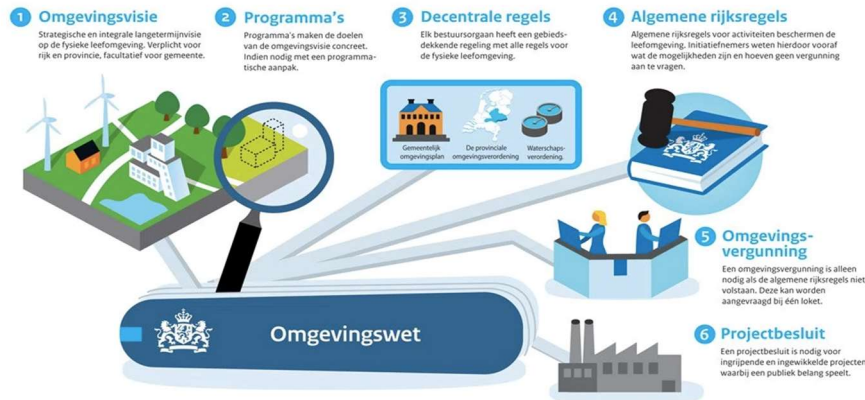 1 Omgevingsvisie
Strategische en integrale langetermijnvisie
op de fysieke leefomgeving. Verplicht voor
rijk en provincie, facultatief voor gemeente.
2 Programma's
Programma's maken de doelen
van de omgevingsvisie concreet.
Indien nodig met een programma-
tische aanpak.
3 Decentrale regels
Elk bestuursorgaan heeft een gebieds-
dekkende regeling met alle regels voor
de fysieke leefomgeving.
Gemeentelijk
omgevingsplan
De provinciale
omgevingsverordening
Waterschaps-
verordening.
4 Algemene rijksregels
Algemene rijksregels voor activiteiten beschermen de
leefomgeving. Initiatiefnemers weten hierdoor vooraf
wat de mogelijkheden zijn en hoeven geen vergunning
aan te vragen.
5 Omgevings-
vergunning
Een omgevingsvergunning is alleen
nodig als de algemene rijksregels niet
volstaan. Deze kan worden
aangevraagd bij één loket.
6 Projectbesluit
Een projectbesluit is nodig voor
ingrijpende en ingewikkelde projecten
waarbij een publiek belang speelt.
Omgevingswet